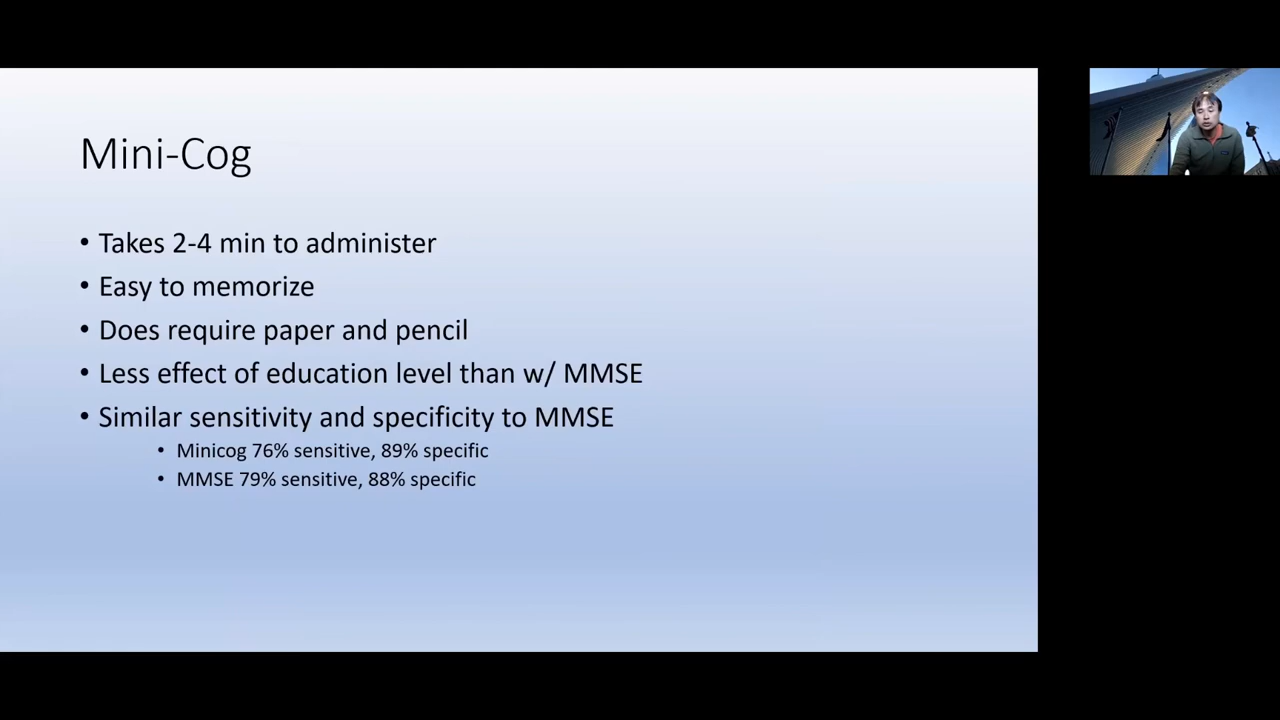 Mini-Cog
• Takes 2-4 min to administer
• Easy to memorize
• Does require paper and pencil
• Less effect of education level than w/ MMSE
• Similar sensitivity and specificity to MMSE
• Minicog 76% sensitive, 89% specific
• MMSE 79% sensitive, 88% specific